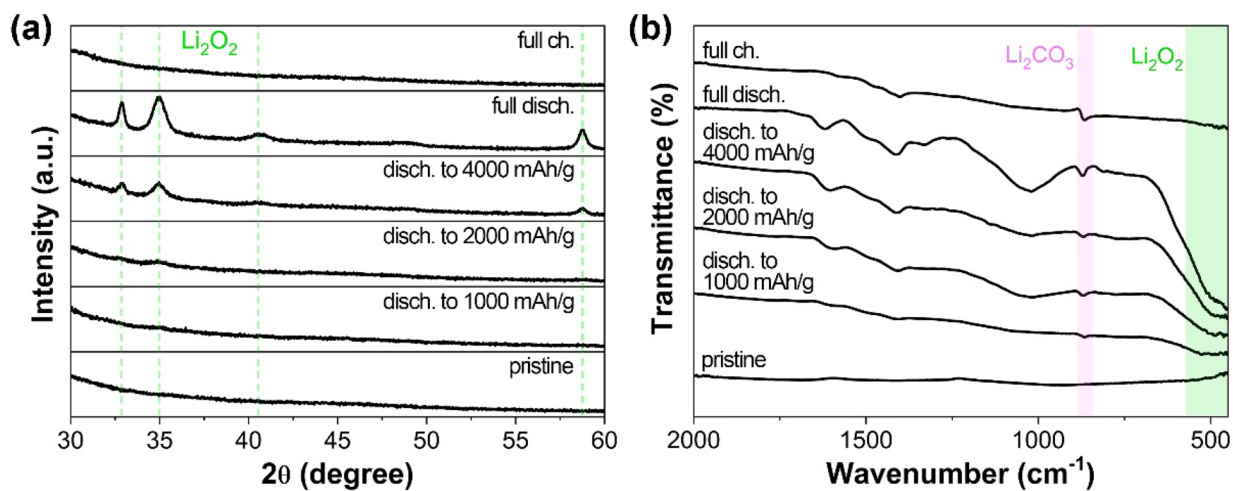 (a)
Li₂O₂
full ch.
full disch.
disch. to 4000 mAh/g
disch. to 2000 mAh/g
disch. to 1000 mAh/g
pristine
Intensity (a.u.)
30 35 40 45 50 55 60
2θ (degree)
(b)
full ch.
Li₂CO₃
Li₂O₂
full disch.
disch. to
4000 mAh/g
disch. to
2000 mAh/g
disch. to
1000 mAh/g
pristine
Transmittance (%)
2000 1500 1000 500
Wavenumber (cm⁻¹)